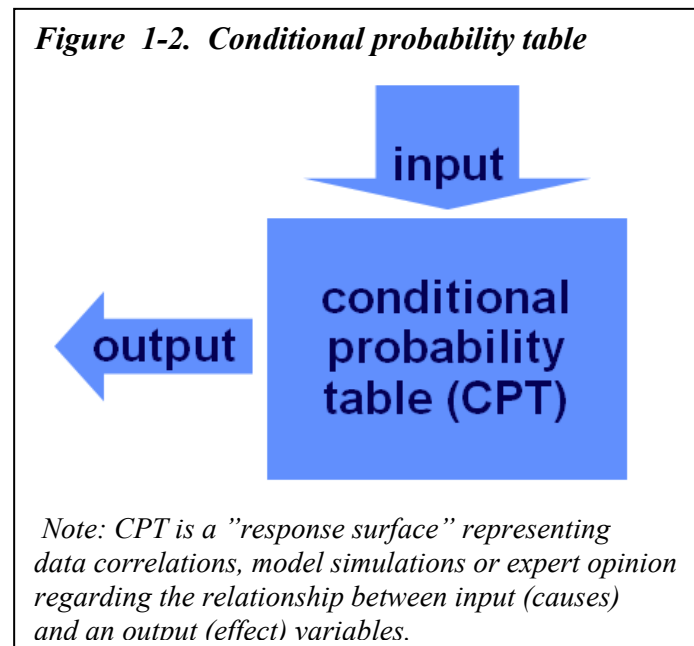 Figure 1-2. Conditional probability table
input
conditional
probability
table (CPT)
output
Note: CPT is a ”response surface” representing
data correlations, model simulations or expert opinion
regarding the relationship between input (causes)
and an output (effect) variables.